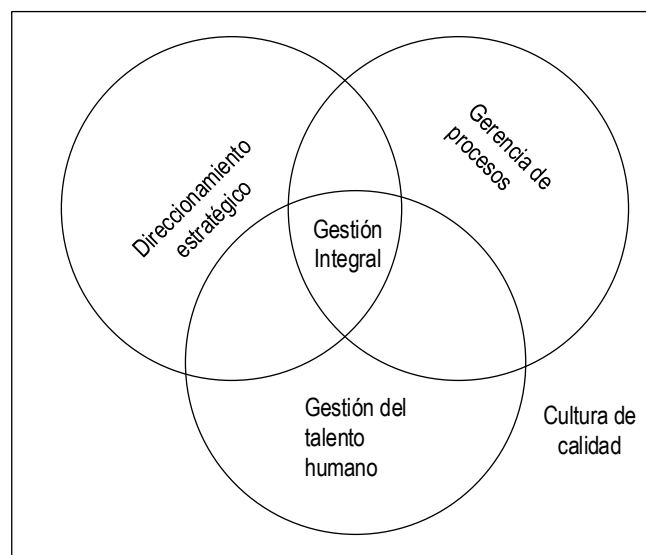 Direccionamiento
estratégico
Gerencia de
procesos
Gestión
Integral
Gestión del
talento
humano
Cultura de
calidad